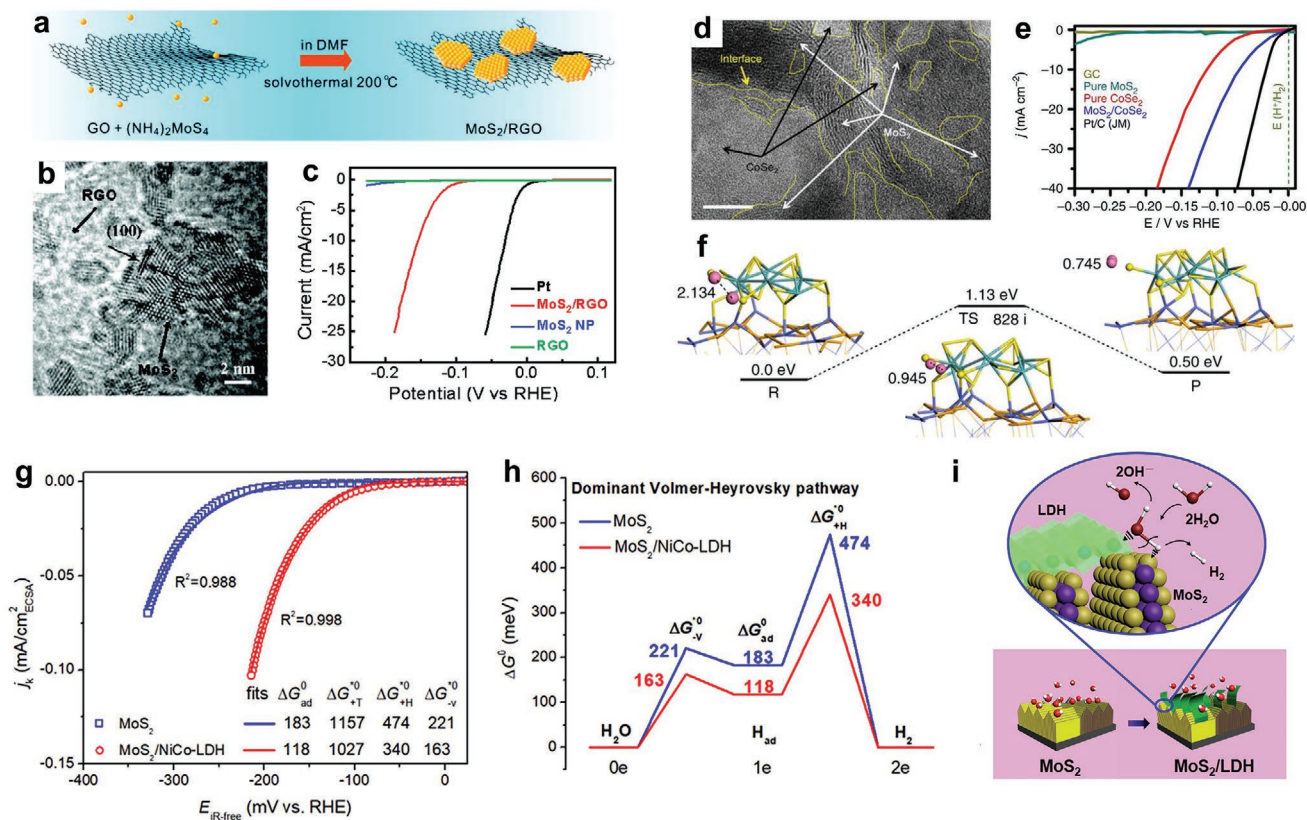 a
in DMF
solvothermal 200℃
GO + (NH₄)₂MoS₄
MoS₂/RGO
b
RGO
(100)
MoS₂
2 nm
c
0
-5
-10
-15
-20
-25
-30
Current (mA/cm²)
Pt
MoS₂/RGO
MoS₂ NP
RGO
-0.2
-0.1
0.0
0.1
Potential (V vs RHE)
d
Interface
MoS₂
CoSe₂
e
0
–10
–20
–30
–40
j (mA cm⁻²)
GC
Pure MoS₂
Pure CoSe₂
MoS₂/CoSe₂
Pt/C (JM)
E (H⁺/H₂)
–0.30
–0.25
–0.20
–0.15
–0.10
–0.05
–0.00
E / V vs RHE
f
2.134
0.0 eV
R
1.13 eV
TS 828 i
0.945
0.745
0.50 eV
P
g
0.00
-0.05
-0.10
-0.15
jₖ (mA/cm²ECSA)
R²=0.988
R²=0.998
fits ΔG⁰ad ΔG*⁰+T ΔG*⁰+H ΔG*⁰-v
MoS₂ 183 1157 474 221
MoS₂/NiCo-LDH 118 1027 340 163
-400
-300
-200
-100
0
E iR-free (mV vs. RHE)
h
600
500
400
300
200
100
0
ΔG⁰ (meV)
Dominant Volmer-Heyrovsky pathway
MoS₂
MoS₂/NiCo-LDH
ΔG*⁰+H
474
340
ΔG*⁰-v
ΔG⁰ad
221
183
163
118
H₂O
H ad
H₂
0e
1e
2e
i
2OH⁻
LDH
2H₂O
H₂
MoS₂
MoS₂
MoS₂/LDH